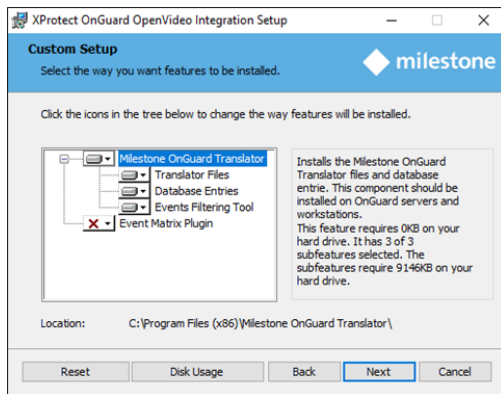 XProtect OnGuard OpenVideo Integration Setup
Custom Setup
Select the way you want features to be installed.
milestone
Click the icons in the tree below to change the way features will be installed.
Milestone OnGuard Translator
Translator Files
Database Entries
Events Filtering Tool
Event Matrix Plugin
Installs the Milestone OnGuard
Translator files and database
entrie. This component should be
installed on OnGuard servers and
workstations.
This feature requires 0KB on your
hard drive. It has 3 of 3
subfeatures selected. The
subfeatures require 9146KB on your
hard drive.
Location: C:\Program Files (x86)\Milestone OnGuard Translator\
Reset Disk Usage Back Next Cancel